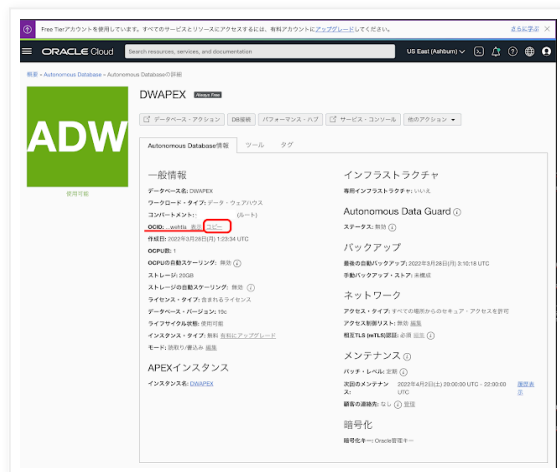 Free Tierアカウントを使用しています。すべてのサービスとリソースにアクセスするには、有料アカウントにアップグレードしてください。 さらに学ぶ
ORACLE Cloud Search resources, services, and documentation US East (Ashburn)
概要 » Autonomous Database » Autonomous Databaseの詳細
DWAPEX Always Free
ADW
使用可能
データベース・アクション DB接続 パフォーマンス・ハブ サービス・コンソール 他のアクション
Autonomous Database情報 ツール タグ
一般情報
データベース名: DWAPEX
ワークロード・タイプ: データ・ウェアハウス
コンパートメント: (ルート)
OCID: 表示 コピー
作成日: 2022年3月28日(月) 1:23:34 UTC
OCPU数: 1
OCPUの自動スケーリング: 無効
ストレージ: 20GB
ストレージの自動スケーリング: 無効
ライセンス・タイプ: 含まれるライセンス
データベース・バージョン: 19c
ライフサイクル状態: 使用可能
インスタンス・タイプ: 無料 有料にアップグレード
モード: 読取り/書込み 編集
APEXインスタンス
インスタンス名: DWAPEX
インフラストラクチャ
専用インフラストラクチャ: いいえ
Autonomous Data Guard
ステータス: 無効
バックアップ
最後の自動バックアップ: 2022年3月28日(月) 3:10:18 UTC
手動バックアップ・ストア: 未構成
ネットワーク
アクセス・タイプ: すべての場所からのセキュア・アクセスを許可
アクセス制御リスト: 無効 編集
相互TLS (mTLS)認証: 必須
メンテナンス
パッチ・レベル: 定期
次回のメンテナンス: 2022年4月2日(土) 20:00:00 UTC - 22:00:00 UTC 履歴表示
顧客の連絡先: なし 管理
暗号化
暗号化キー: Oracle管理キー